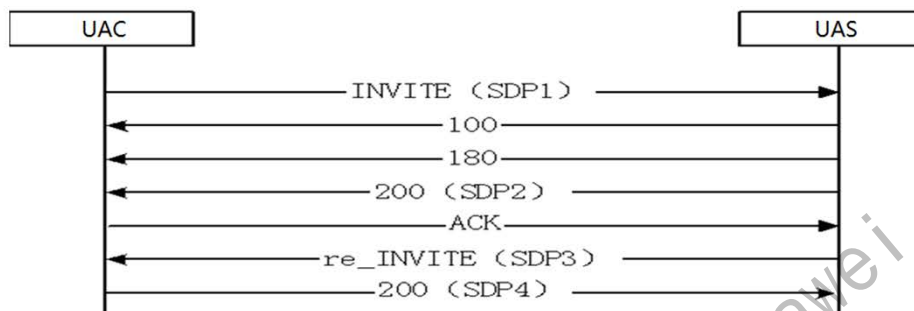 UAC UAS
INVITE (SDP1)
100
180
200 (SDP2)
ACK
re_INVITE (SDP3)
200 (SDP4)